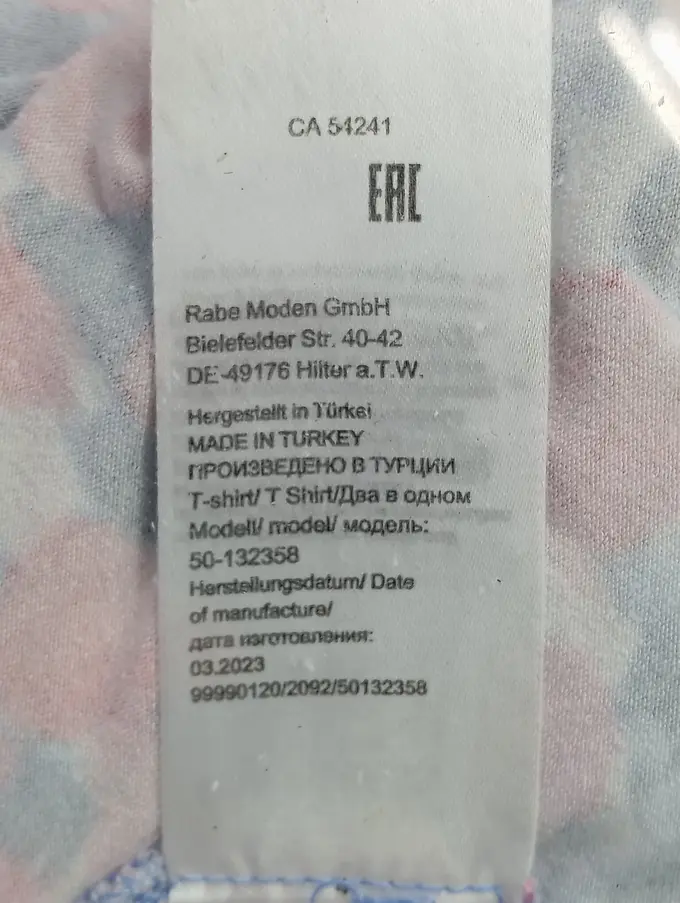 CA 54241
EAC
Rabe Moden GmbH
Bielefelder Str. 40-42
DE-49176 Hilter a.T.W.
Hergestellt in Türkei
MADE IN TURKEY
ПРОИЗВЕДЕНО В ТУРЦИИ
T-shirt/ T Shirt/Два в одном
Modell/ model/ модель:
50-132358
Herstellungsdatum/ Date
of manufacture/
дата изготовления:
03.2023
99990120/2092/50132358